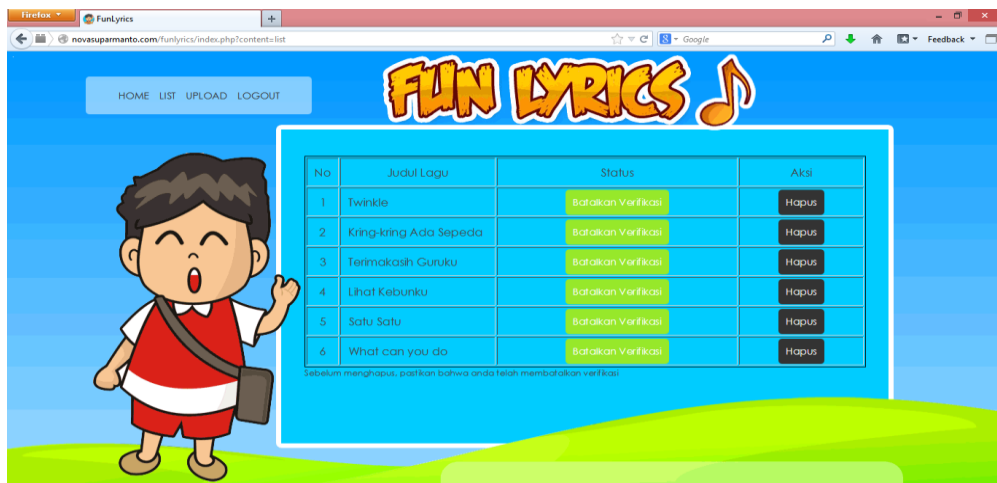 Firefox
FunLyrics
novasuparmanto.com/funlyrics/index.php?content=list
Google
Feedback
HOME LIST UPLOAD LOGOUT
FUN LYRICS
No Judul Lagu Status Aksi
1 Twinkle Batalkan Verifikasi Hapus
2 Kring-kring Ada Sepeda Batalkan Verifikasi Hapus
3 Terimakasih Guruku Batalkan Verifikasi Hapus
4 Lihat Kebunku Batalkan Verifikasi Hapus
5 Satu Satu Batalkan Verifikasi Hapus
6 What can you do Batalkan Verifikasi Hapus
Sebelum menghapus, pastikan bahwa anda telah membatalkan verifikasi